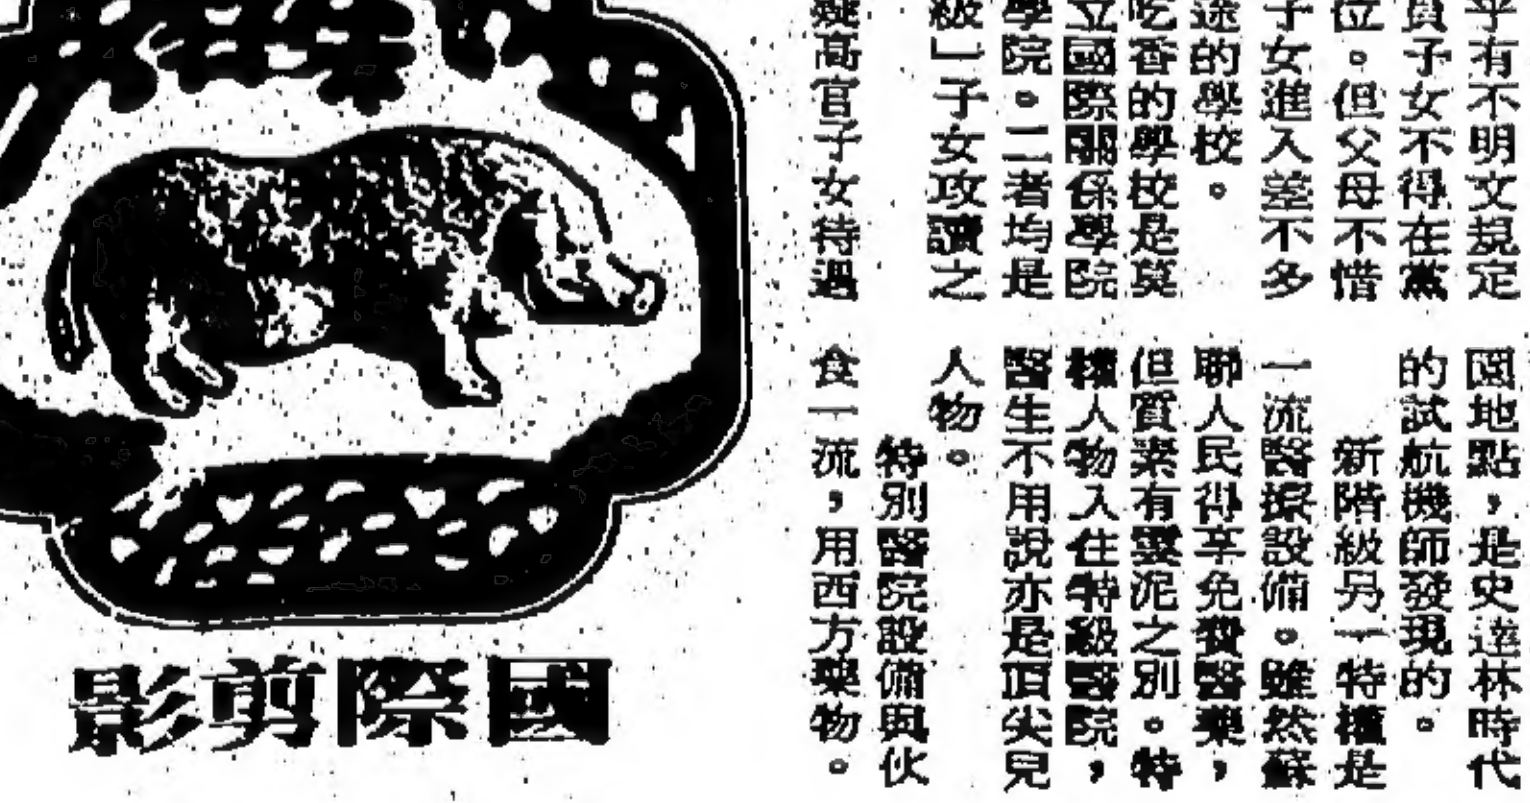 乎有不明文規定
員子女不得在黨
位。但父母不惜
子女進入差不多
途的學校。
吃香的學校是莫
立國際關係學院
學院。二者均是
級」子女攻讀之
疑高官子女待遇
園地點，是史達林時代
的試航機師發現的。
新階級另一特權是
一流醫療設備。雖然蘇
聯人民得享免費醫藥，
但質素有雲泥之別。特
權人物入住特級醫院，
醫生不用說亦是頂尖兒
人物。
特別醫院設備與伙
食一流，用西方藥物。
國際剪影